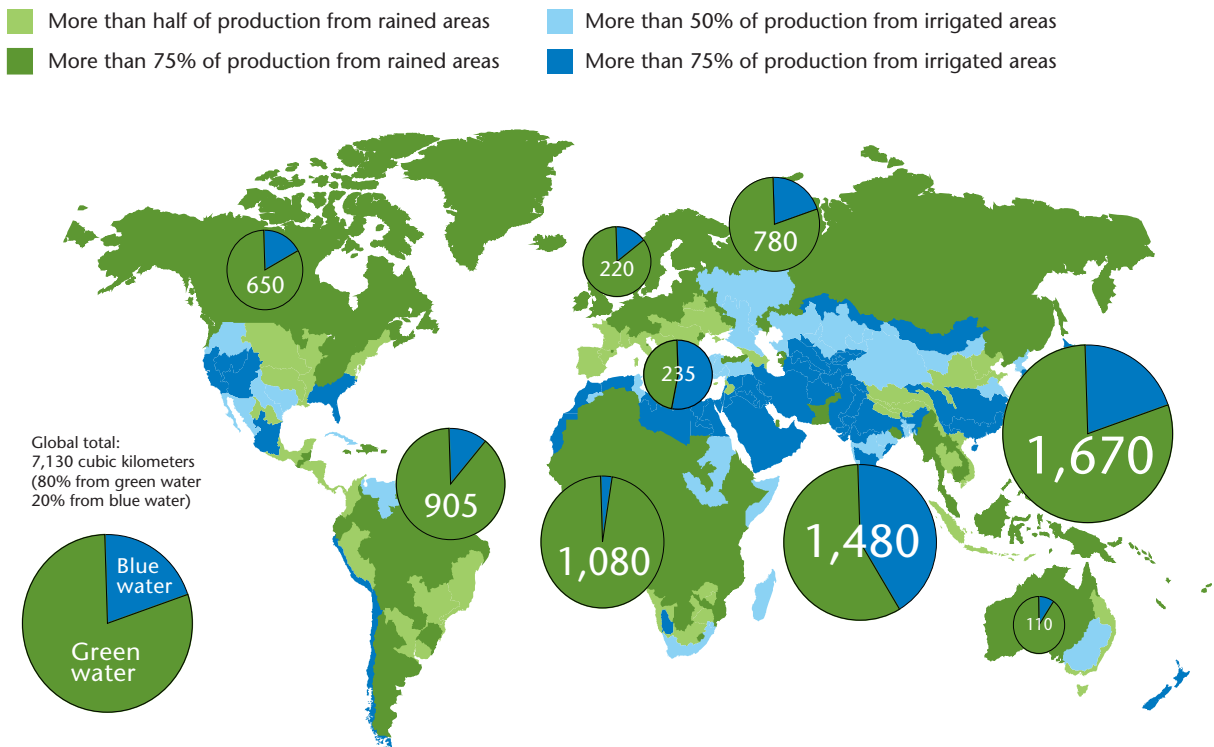 More than half of production from rained areas
More than 75% of production from rained areas
More than 50% of production from irrigated areas
More than 75% of production from irrigated areas
780
220
650
235
1,670
Global total:
7,130 cubic kilometers
(80% from green water
20% from blue water)
905
1,080
1,480
Blue
water
Green
water
110